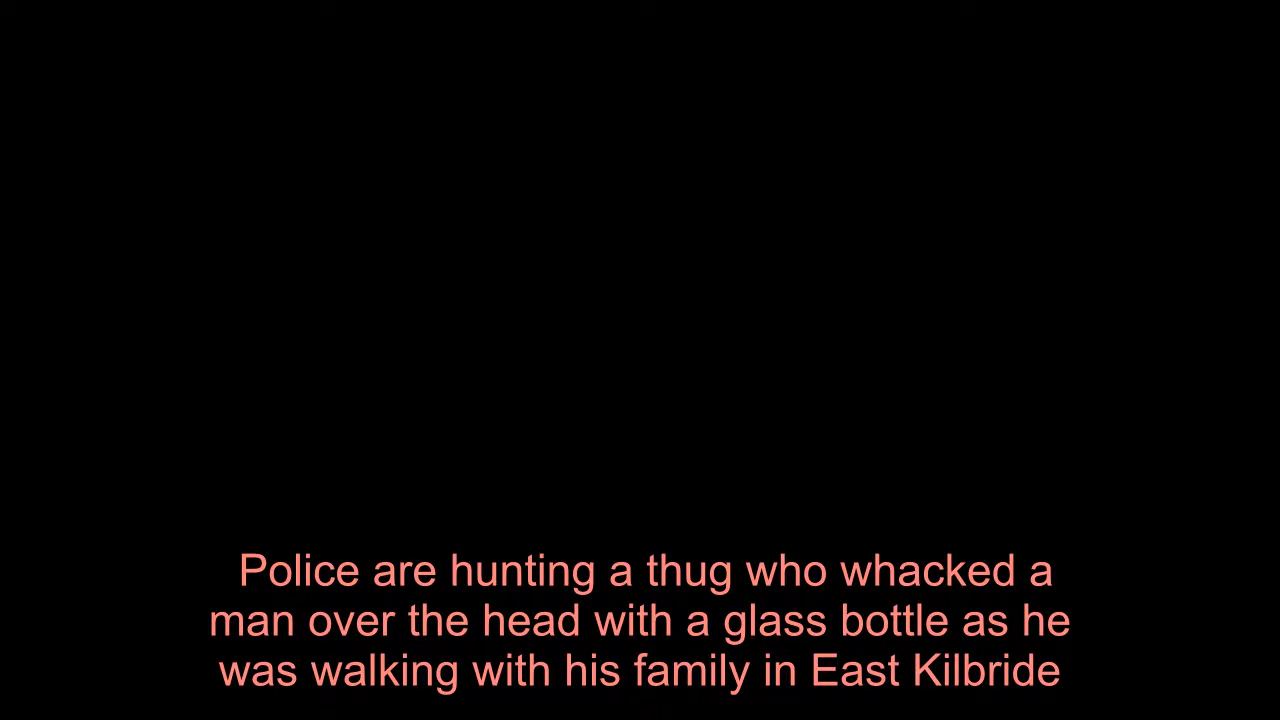 Police are hunting a thug who whacked a
man over the head with a glass bottle as he
was walking with his family in East Kilbride